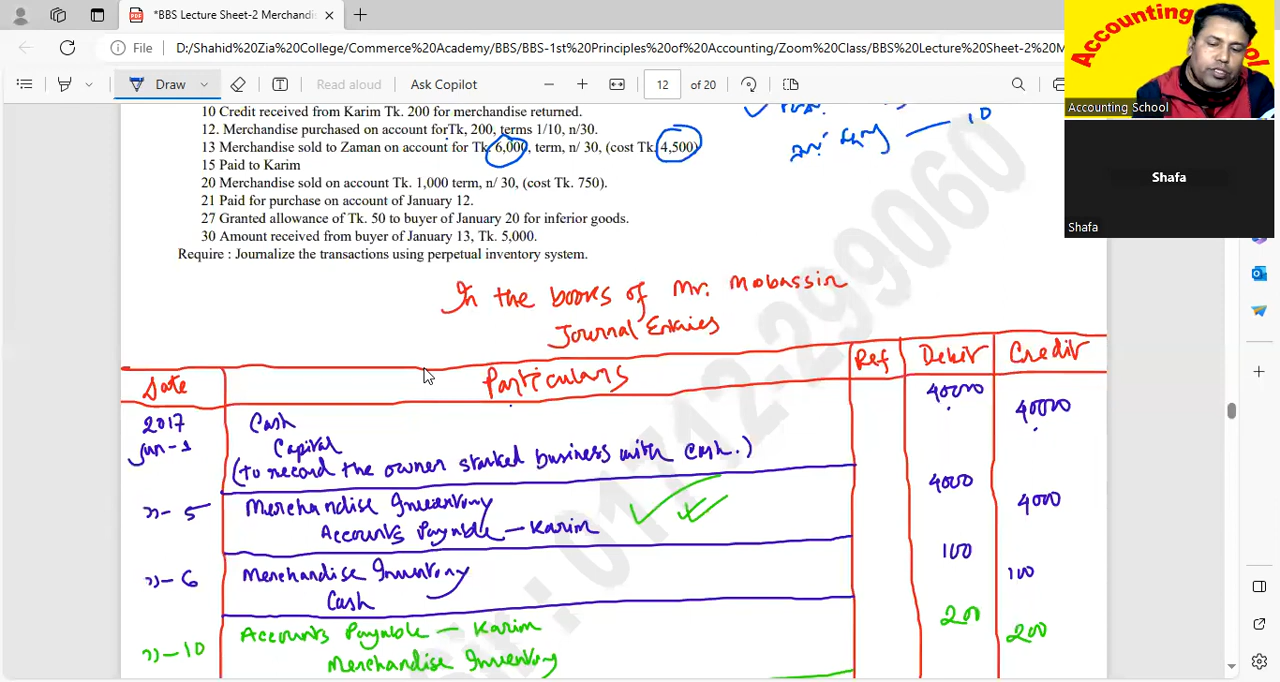 *BBS Lecture Sheet-2 Merchandis
File D:/Shahid%20Zia%20College/Commerce%20Academy/BBS/BBS-1st%20Principles%20of%20Accounting/Zoom%20Class/BBS%20Lecture%20Sheet-2%20M
Draw Read aloud Ask Copilot 12 of 20
Accounting School
Accounting School
Shafa
Shafa
10 Credit received from Karim Tk. 200 for merchandise returned.
12. Merchandise purchased on account forTk, 200, terms 1/10, n/30.
13 Merchandise sold to Zaman on account for Tk. 6,000, term, n/ 30, (cost Tk. 4,500)
15 Paid to Karim
20 Merchandise sold on account Tk. 1,000 term, n/ 30, (cost Tk. 750).
21 Paid for purchase on account of January 12.
27 Granted allowance of Tk. 50 to buyer of January 20 for inferior goods.
30 Amount received from buyer of January 13, Tk. 5,000.
Require : Journalize the transactions using perpetual inventory system.
10
In the books of Mr. Mobassir
Journal Entries
Date Particulars Ref Debit Credit
2017
Jan-1 Cash 40000
Capital 40000
(To record the owner started business with cash.)
"-5 Merchandise Inventory 4000
Accounts Payable - Karim 4000
"-6 Merchandise Inventory 100
Cash 100
"-10 Accounts Payable - Karim 200
Merchandise Inventory 200
Sir: 01712-299060